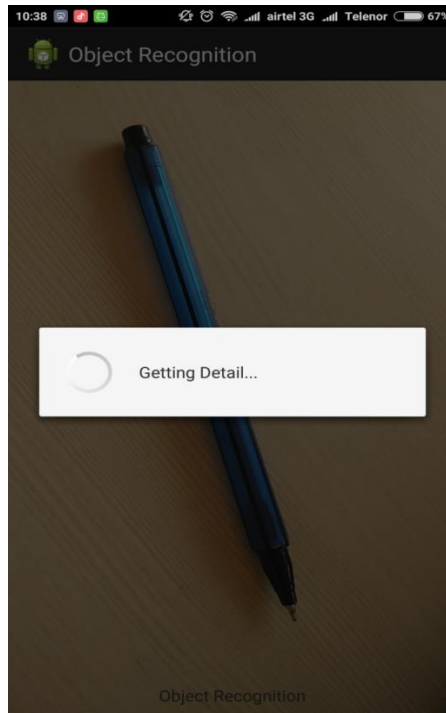 10:38 airtel 3G Telenor 67%
Object Recognition
Getting Detail...
Object Recognition